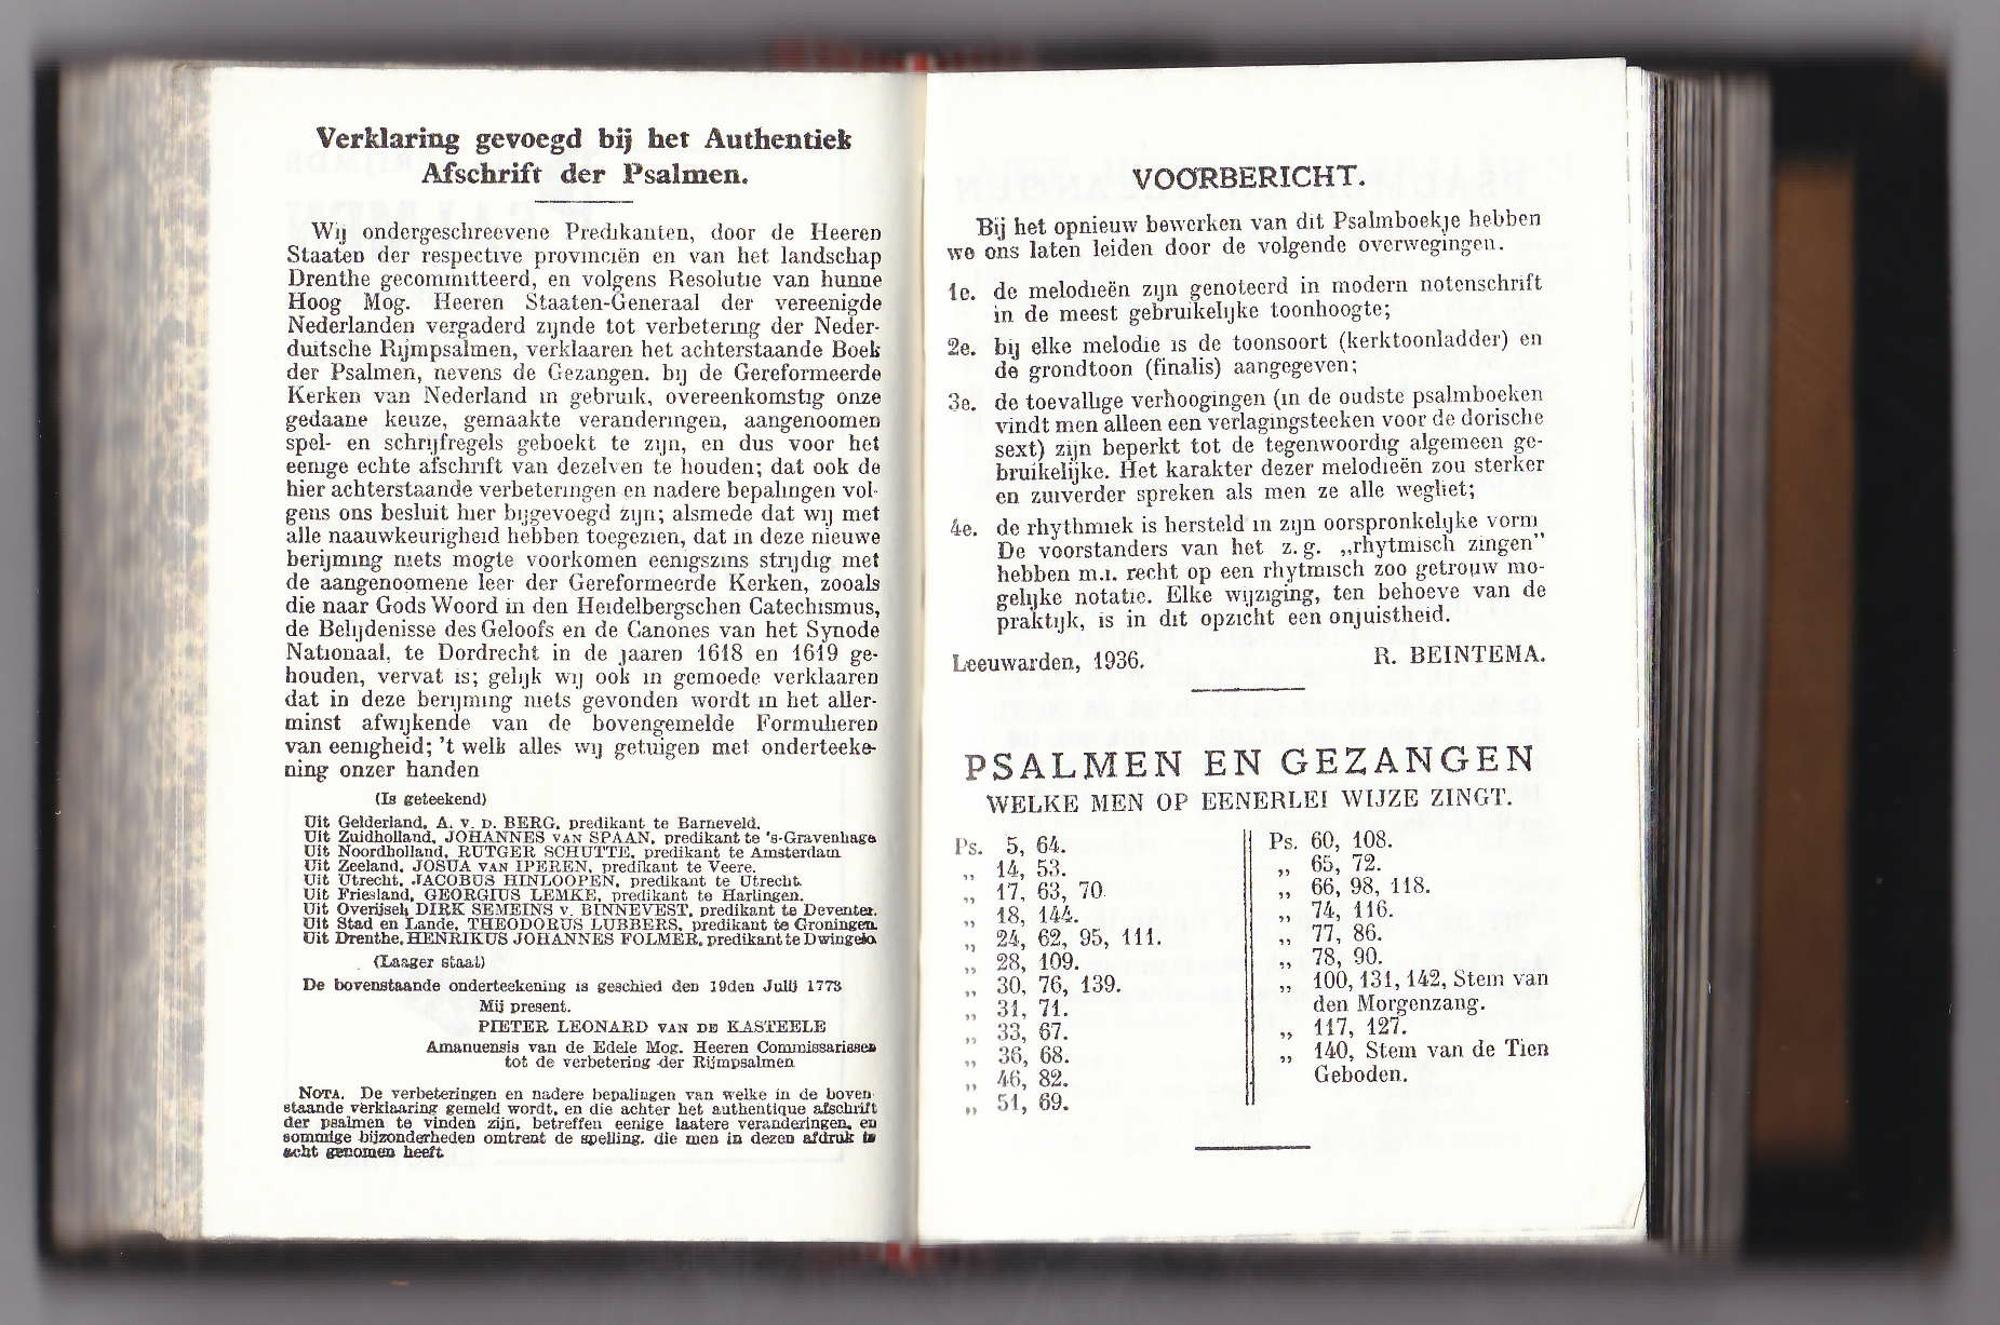 Verklaring gevoegd bij het Authentiek
Afschrift der Psalmen.
Wij ondergeschreevene Predikanten, door de Heeren
Staaten der respective provinciën en van het landschap
Drenthe gecommitteerd, en volgens Resolutie van hunne
Hoog Mog. Heeren Staaten-Generaal der vereenigde
Nederlanden vergaderd zijnde tot verbetering der Neder-
duitsche Rijmpsalmen, verklaaren het achterstaande Boek
der Psalmen, nevens de Gezangen. bij de Gereformeerde
Kerken van Nederland in gebruik, overeenkomstig onze
gedaane keuze, gemaakte veranderingen, aangenoomen
spel- en schrijfregels geboekt te zijn, en dus voor het
eenige echte afschrift van dezelven te houden; dat ook de
hier achterstaande verbeteringen en nadere bepalingen vol-
gens ons besluit hier bijgevoegd zijn; alsmede dat wij met
alle naauwkeurigheid hebben toegezien, dat in deze nieuwe
berijming niets mogte voorkomen eenigszins strijdig met
de aangenoomene leer der Gereformeerde Kerken, zooals
die naar Gods Woord in den Heidelbergschen Catechismus,
de Belijdenisse des Geloofs en de Canones van het Synode
Nationaal, te Dordrecht in de jaaren 1618 en 1619 ge-
houden, vervat is; gelijk wij ook in gemoede verklaaren
dat in deze berijming niets gevonden wordt in het aller-
minst afwijkende van de bovengemelde Formulieren
van eenigheid; 't welk alles wij getuigen met onderteeke-
ning onzer handen
(Is geteekend)
Uit Gelderland, A. v. D. BERG, predikant te Barneveld.
Uit Zuidholland, JOHANNES VAN SPAAN, predikant te 's-Gravenhage
Uit Noordholland, RUTGER SCHUTTE, predikant te Amsterdam
Uit Zeeland, JOSUA VAN IPEREN, predikant te Veere.
Uit Utrecht, JACOBUS HINLOOPEN, predikant te Utrecht.
Uit Friesland, GEORGIUS LEMKE, predikant te Harlingen.
Uit Overijsel, DIRK SEMEINS v. BINNEVEST, predikant te Deventer.
Uit Stad en Lande, THEODORUS LUBBERS, predikant te Groningen.
Uit Drenthe, HENRIKUS JOHANNES FOLMER, predikant te Dwingelo
(Laager staat)
De bovenstaande onderteekening is geschied den 19den Julij 1773
Mij present.
PIETER LEONARD VAN DE KASTEELE
Amanuensis van de Edele Mog. Heeren Commissarissen
tot de verbetering der Rijmpsalmen
NOTA. De verbeteringen en nadere bepalingen van welke in de boven
staande verklaaring gemeld wordt, en die achter het authentique afschrift
der psalmen te vinden zijn, betreffen eenige laatere veranderingen, en
sommige bijzonderheden omtrent de spelling, die men in dezen afdruk in
acht genomen heeft
VOORBERICHT.
Bij het opnieuw bewerken van dit Psalmboekje hebben
we ons laten leiden door de volgende overwegingen.
1e. de melodieën zijn genoteerd in modern notenschrift
in de meest gebruikelijke toonhoogte;
2e. bij elke melodie is de toonsoort (kerktoonladder) en
de grondtoon (finalis) aangegeven;
3e. de toevallige verhoogingen (in de oudste psalmboeken
vindt men alleen een verlagingsteeken voor de dorische
sext) zijn beperkt tot de tegenwoordig algemeen ge-
bruikelijke. Het karakter dezer melodieën zou sterker
en zuiverder spreken als men ze alle wegliet;
4e. de rhythmiek is hersteld in zijn oorspronkelijke vorm
De voorstanders van het z.g. „rhytmisch zingen”
hebben m.i. recht op een rhytmisch zoo getrouw mo-
gelijke notatie. Elke wijziging, ten behoeve van de
praktijk, is in dit opzicht een onjuistheid.
Leeuwarden, 1936. R. BEINTEMA.
PSALMEN EN GEZANGEN
WELKE MEN OP EENERLEI WIJZE ZINGT.
Ps. 5, 64.
„ 14, 53.
„ 17, 63, 70
„ 18, 144.
„ 24, 62, 95, 111.
„ 28, 109.
„ 30, 76, 139.
„ 31, 71.
„ 33, 67.
„ 36, 68.
„ 46, 82.
„ 51, 69.
Ps. 60, 108.
„ 65, 72.
„ 66, 98, 118.
„ 74, 116.
„ 77, 86.
„ 78, 90.
„ 100, 131, 142, Stem van
den Morgenzang.
„ 117, 127.
„ 140, Stem van de Tien
Geboden.